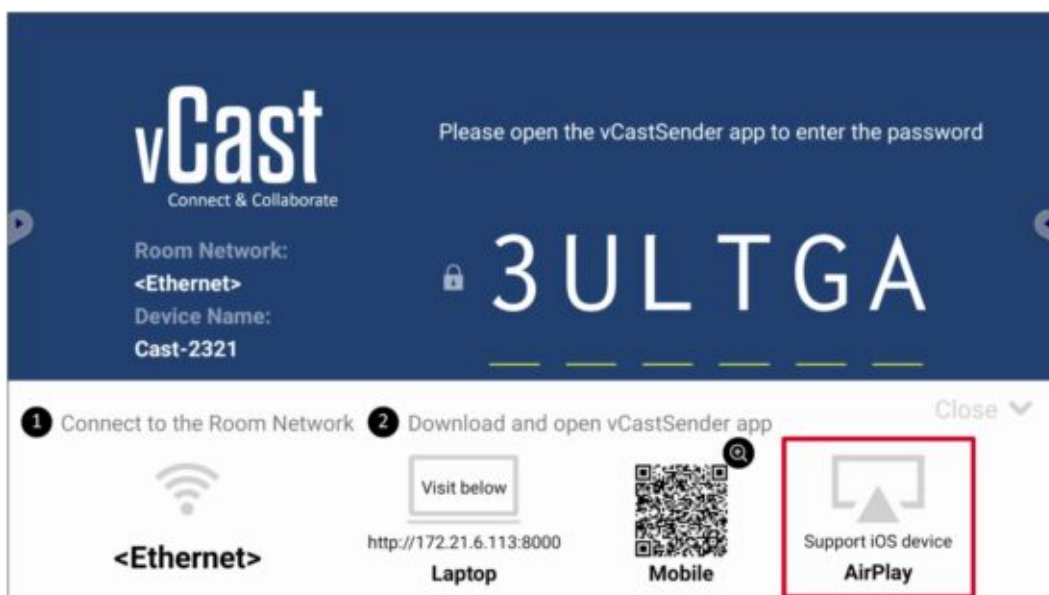 vCast
Connect & Collaborate
Please open the vCastSender app to enter the password
Room Network:
<Ethernet>
Device Name:
Cast-2321
3ULTGA
Close
1 Connect to the Room Network
2 Download and open vCastSender app
<Ethernet>
Visit below
http://172.21.6.113:8000
Laptop
Mobile
Support iOS device
AirPlay